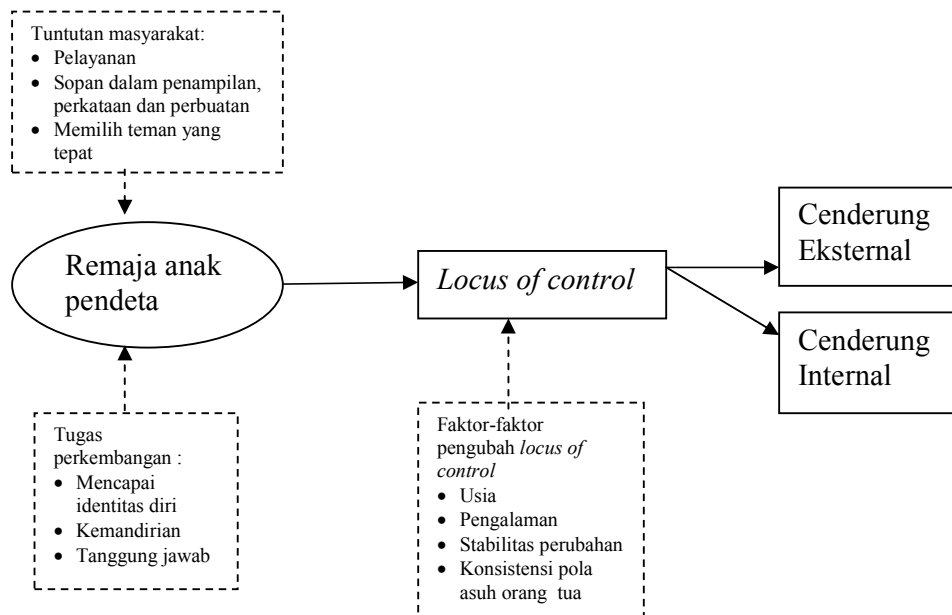 Tuntutan masyarakat:
• Pelayanan
• Sopan dalam penampilan,
perkataan dan perbuatan
• Memilih teman yang
tepat
Remaja anak
pendeta
Locus of control
Cenderung
Eksternal
Cenderung
Internal
Tugas
perkembangan :
• Mencapai
identitas diri
• Kemandirian
• Tanggung jawab
Faktor-faktor
pengubah locus of
control
• Usia
• Pengalaman
• Stabilitas perubahan
• Konsistensi pola
asuh orang tua